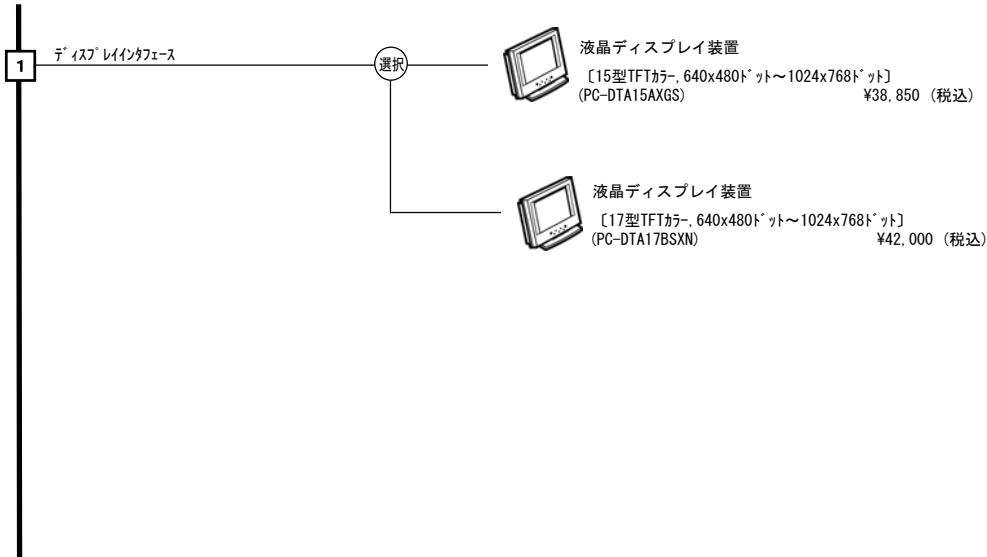 1
ﾃﾞｨｽﾌﾟﾚｲｲﾝﾀﾌｪｰｽ
選択
液晶ディスプレイ装置
〔15型TFTｶﾗｰ, 640x480ﾄﾞｯﾄ～1024x768ﾄﾞｯﾄ〕
(PC-DTA15AXGS) ¥38,850 (税込)
液晶ディスプレイ装置
〔17型TFTｶﾗｰ, 640x480ﾄﾞｯﾄ～1024x768ﾄﾞｯﾄ〕
(PC-DTA17BSXN) ¥42,000 (税込)